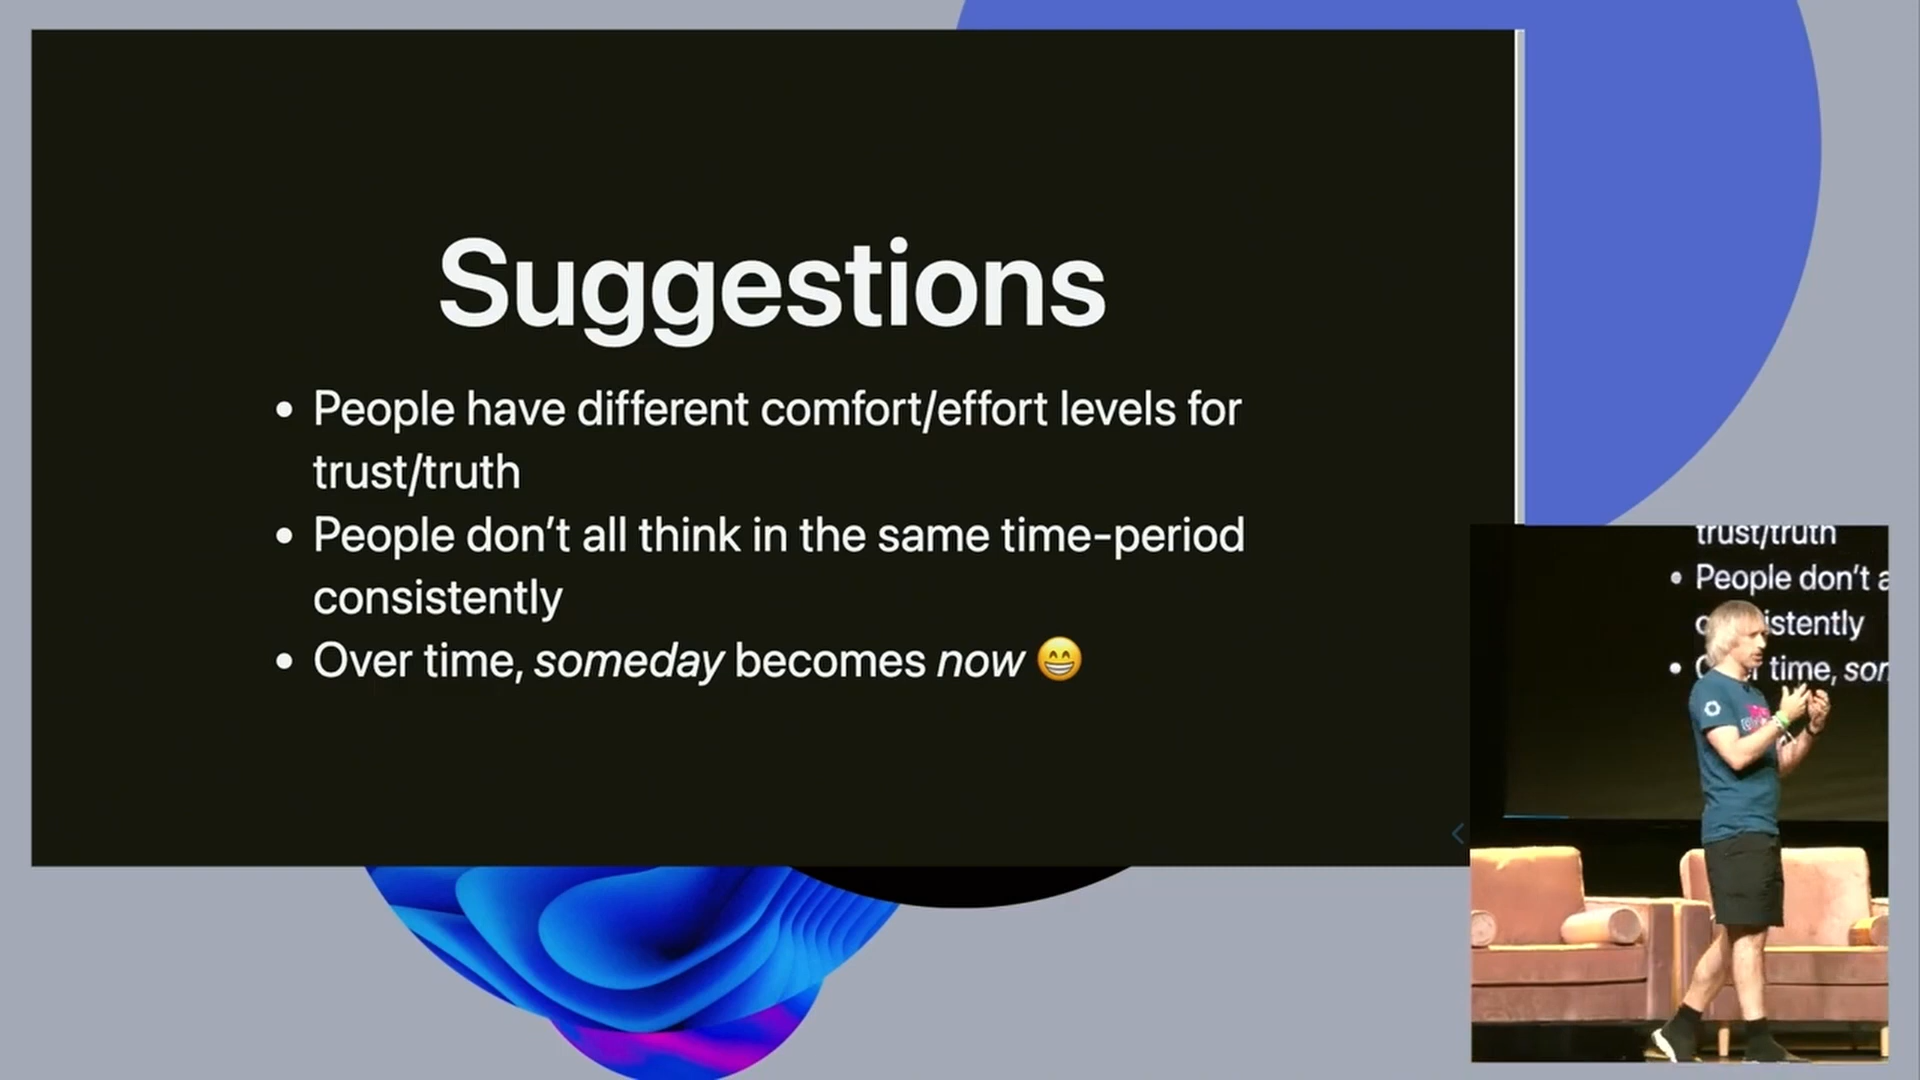 Suggestions
• People have different comfort/effort levels for
trust/truth
• People don’t all think in the same time-period
consistently
• Over time, someday becomes now 😁
trust/truth
• People don’t a
istently
• O r time, son